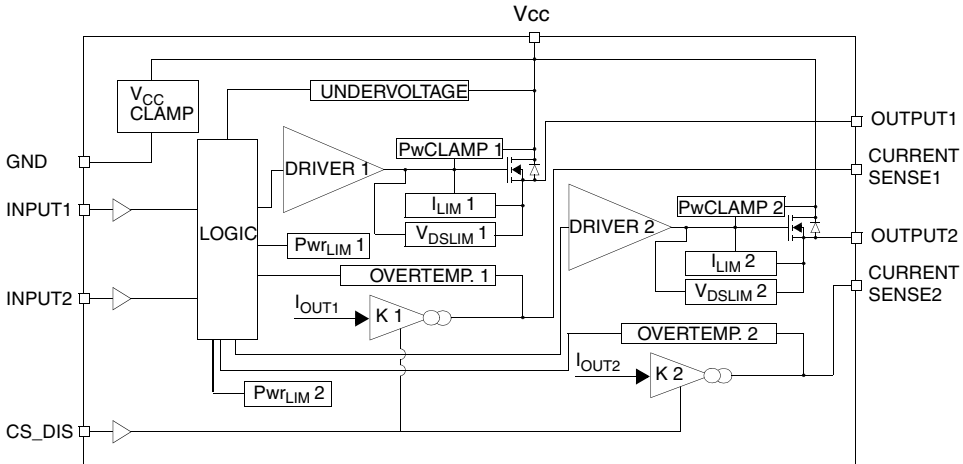 Vcc
VCC
CLAMP
UNDERVOLTAGE
OUTPUT1
GND
DRIVER 1
PwCLAMP 1
CURRENT
SENSE1
INPUT1
LOGIC
ILIM 1
PwCLAMP 2
DRIVER 2
PwrLIM 1
VDSLIM 1
OUTPUT2
OVERTEMP. 1
ILIM 2
CURRENT
SENSE2
INPUT2
IOUT1
K 1
VDSLIM 2
OVERTEMP. 2
IOUT2
K 2
PwrLIM 2
CS_DIS